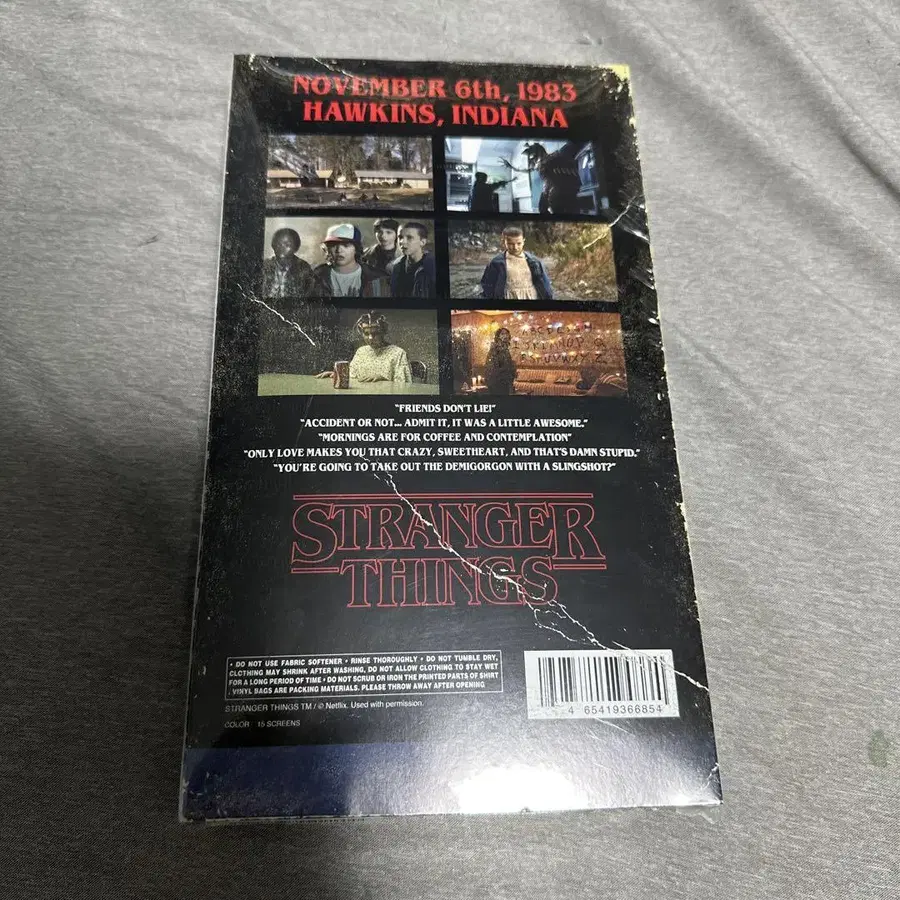 NOVEMBER 6th, 1983
HAWKINS, INDIANA
"FRIENDS DON'T LIE!"
"ACCIDENT OR NOT... ADMIT IT, IT WAS A LITTLE AWESOME."
"MORNINGS ARE FOR COFFEE AND CONTEMPLATION"
"ONLY LOVE MAKES YOU THAT CRAZY, SWEETHEART, AND THAT'S DAMN STUPID."
"YOU'RE GOING TO TAKE OUT THE DEMIGORGON WITH A SLINGSHOT?"
STRANGER
THINGS
• DO NOT USE FABRIC SOFTENER • RINSE THOROUGHLY • DO NOT TUMBLE DRY,
CLOTHING MAY SHRINK AFTER WASHING, DO NOT ALLOW CLOTHING TO STAY WET
FOR A LONG PERIOD OF TIME • DO NOT SCRUB OR IRON THE PRINTED PARTS OF SHIRT
. VINYL BAGS ARE PACKING MATERIALS. PLEASE THROW AWAY AFTER OPENING
STRANGER THINGS TM / © Netflix. Used with permission.
COLOR 15 SCREENS
4 65419366854